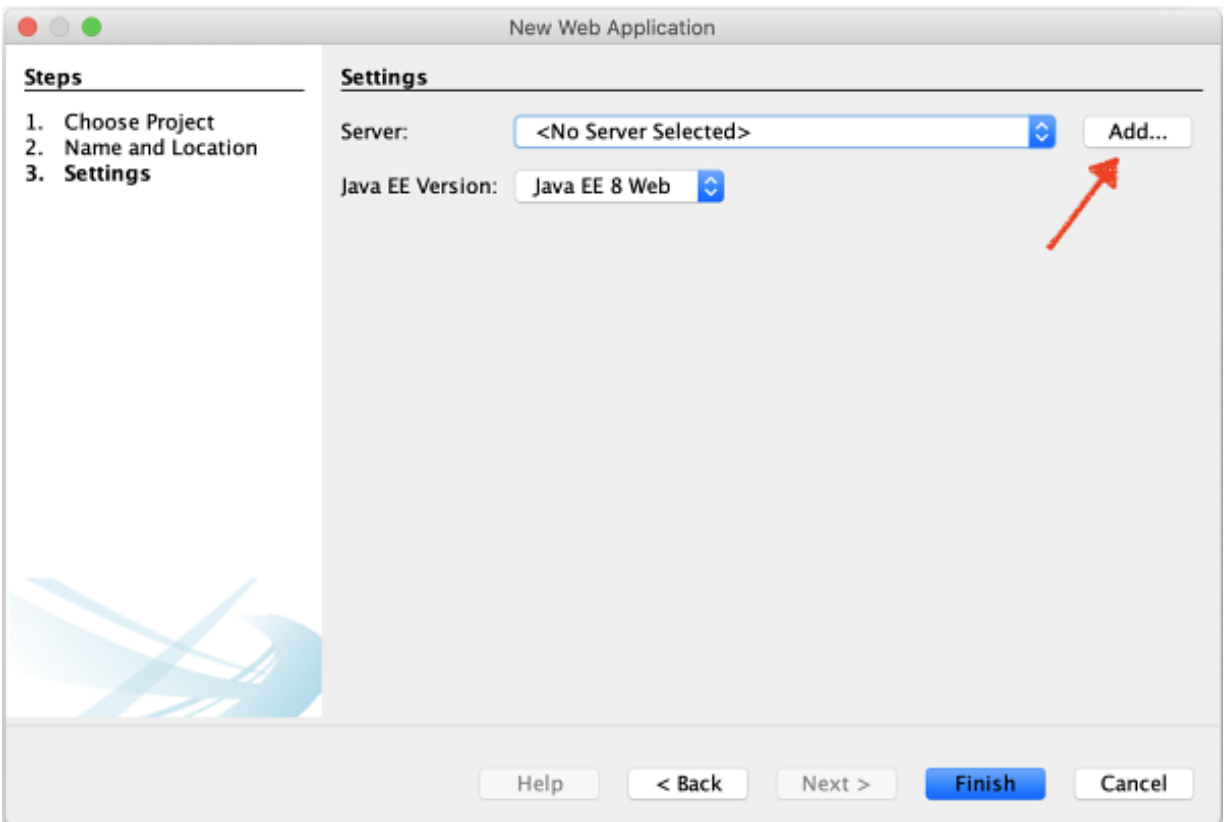 New Web Application
Steps
1. Choose Project
2. Name and Location
3. Settings
Settings
Server: <No Server Selected> Add...
Java EE Version: Java EE 8 Web
Help < Back Next > Finish Cancel